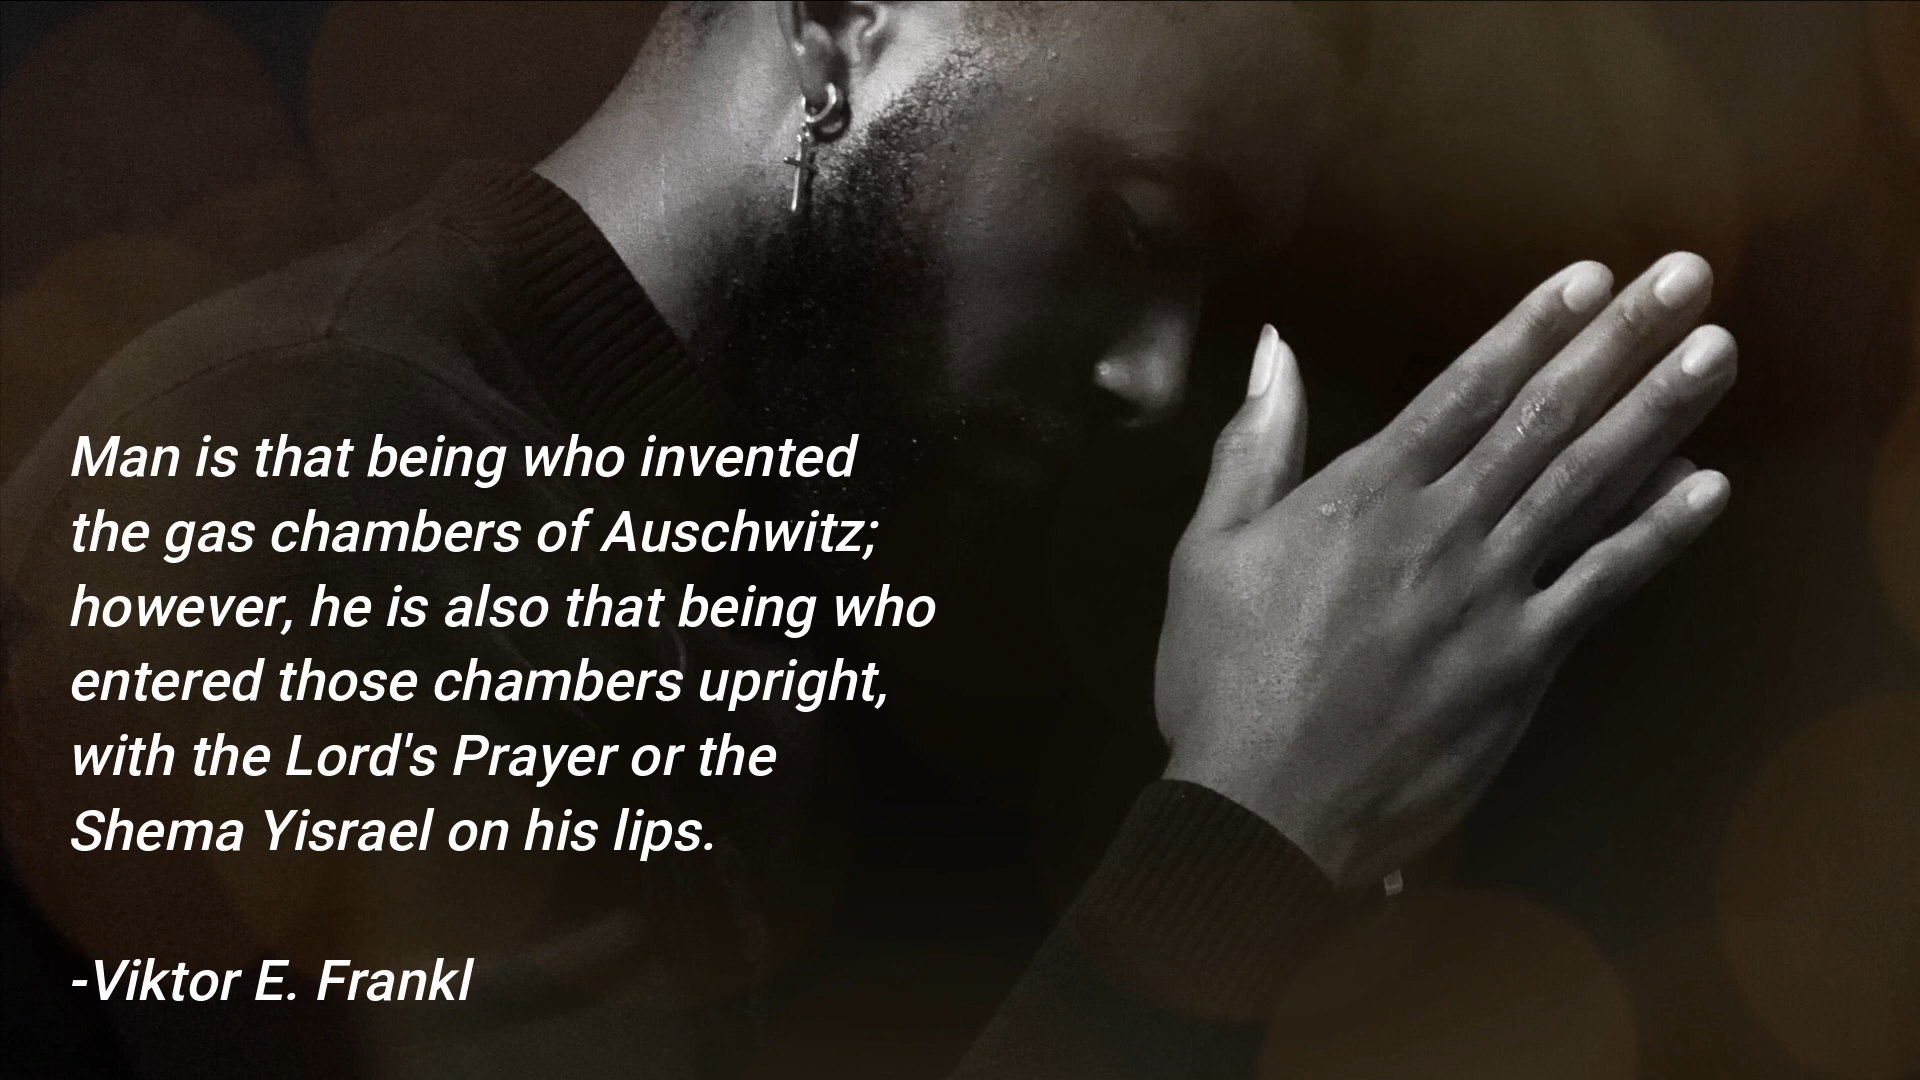 Man is that being who invented
the gas chambers of Auschwitz;
however, he is also that being who
entered those chambers upright,
with the Lord's Prayer or the
Shema Yisrael on his lips.
-Viktor E. Frankl